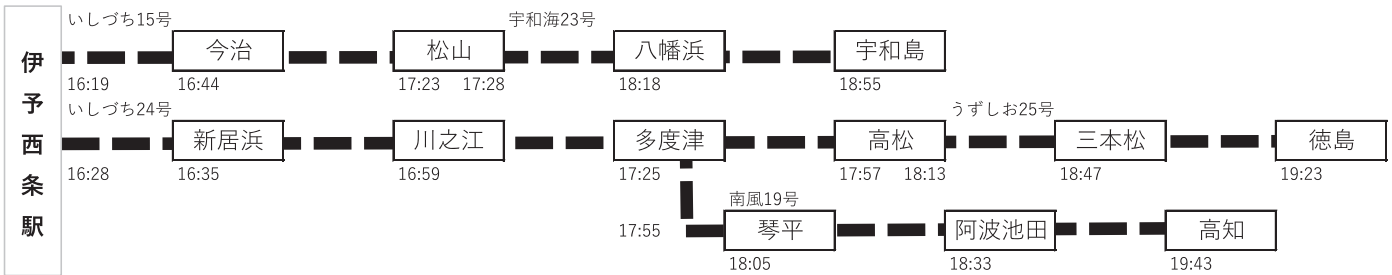 伊予西条駅
いしづち15号
宇和海23号
今治
松山
八幡浜
宇和島
16:19
16:44
17:23
17:28
18:18
18:55
いしづち24号
うずしお25号
新居浜
川之江
多度津
高松
三本松
徳島
16:28
16:35
16:59
17:25
17:57
18:13
18:47
19:23
南風19号
17:55
琴平
阿波池田
高知
18:05
18:33
19:43